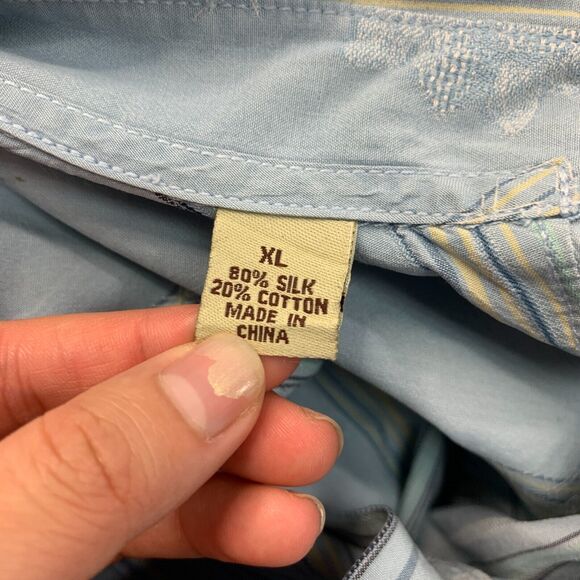 XL
80% SILK
20% COTTON
MADE IN
CHINA